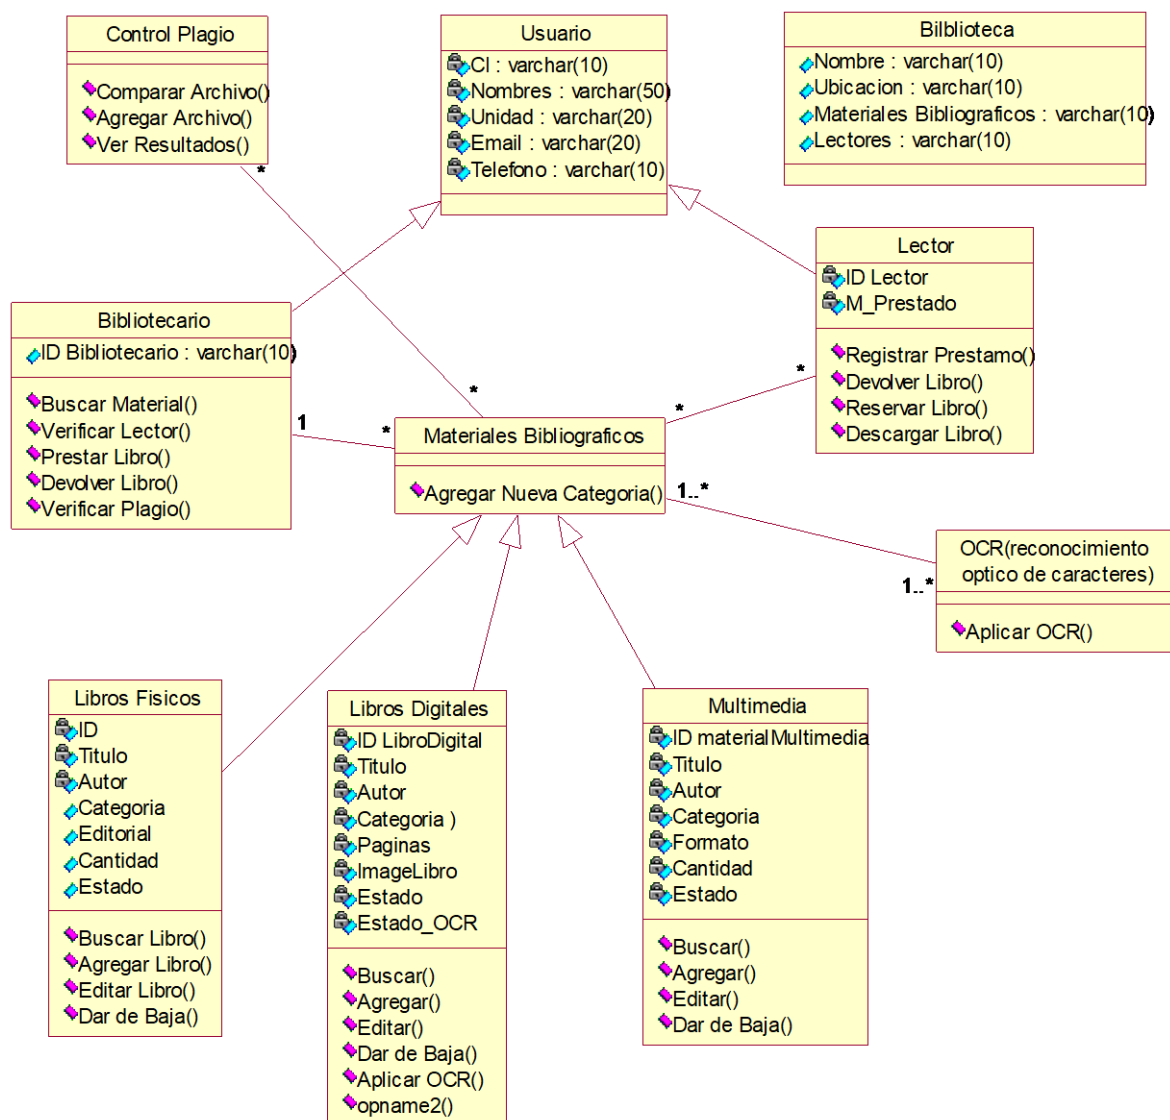 Control Plagio
Comparar Archivo()
Agregar Archivo()
Ver Resultados()
*
Usuario
CI : varchar(10)
Nombres : varchar(50)
Unidad : varchar(20)
Email : varchar(20)
Telefono : varchar(10)
Bilblioteca
Nombre : varchar(10)
Ubicacion : varchar(10)
Materiales Bibliograficos : varchar(10)
Lectores : varchar(10)
Lector
ID Lector
M_Prestado
Registrar Prestamo()
Devolver Libro()
Reservar Libro()
Descargar Libro()
*
Bibliotecario
ID Bibliotecario : varchar(10)
Buscar Material()
Verificar Lector()
Prestar Libro()
Devolver Libro()
Verificar Plagio()
1
*
*
*
Materiales Bibliograficos
Agregar Nueva Categoria()
1..*
1..*
OCR(reconocimiento
optico de caracteres)
Aplicar OCR()
Libros Fisicos
ID
Titulo
Autor
Categoria
Editorial
Cantidad
Estado
Buscar Libro()
Agregar Libro()
Editar Libro()
Dar de Baja()
Libros Digitales
ID LibroDigital
Titulo
Autor
Categoria )
Paginas
ImageLibro
Estado
Estado_OCR
Buscar()
Agregar()
Editar()
Dar de Baja()
Aplicar OCR()
opname2()
Multimedia
ID materialMultimedia
Titulo
Autor
Categoria
Formato
Cantidad
Estado
Buscar()
Agregar()
Editar()
Dar de Baja()